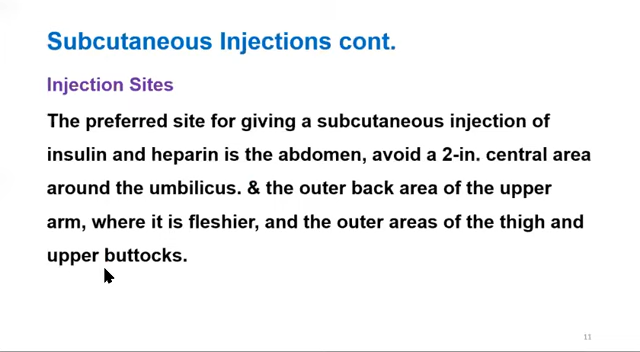 Subcutaneous Injections cont.
Injection Sites
The preferred site for giving a subcutaneous injection of
insulin and heparin is the abdomen, avoid a 2-in. central area
around the umbilicus. & the outer back area of the upper
arm, where it is fleshier, and the outer areas of the thigh and
upper buttocks.
11